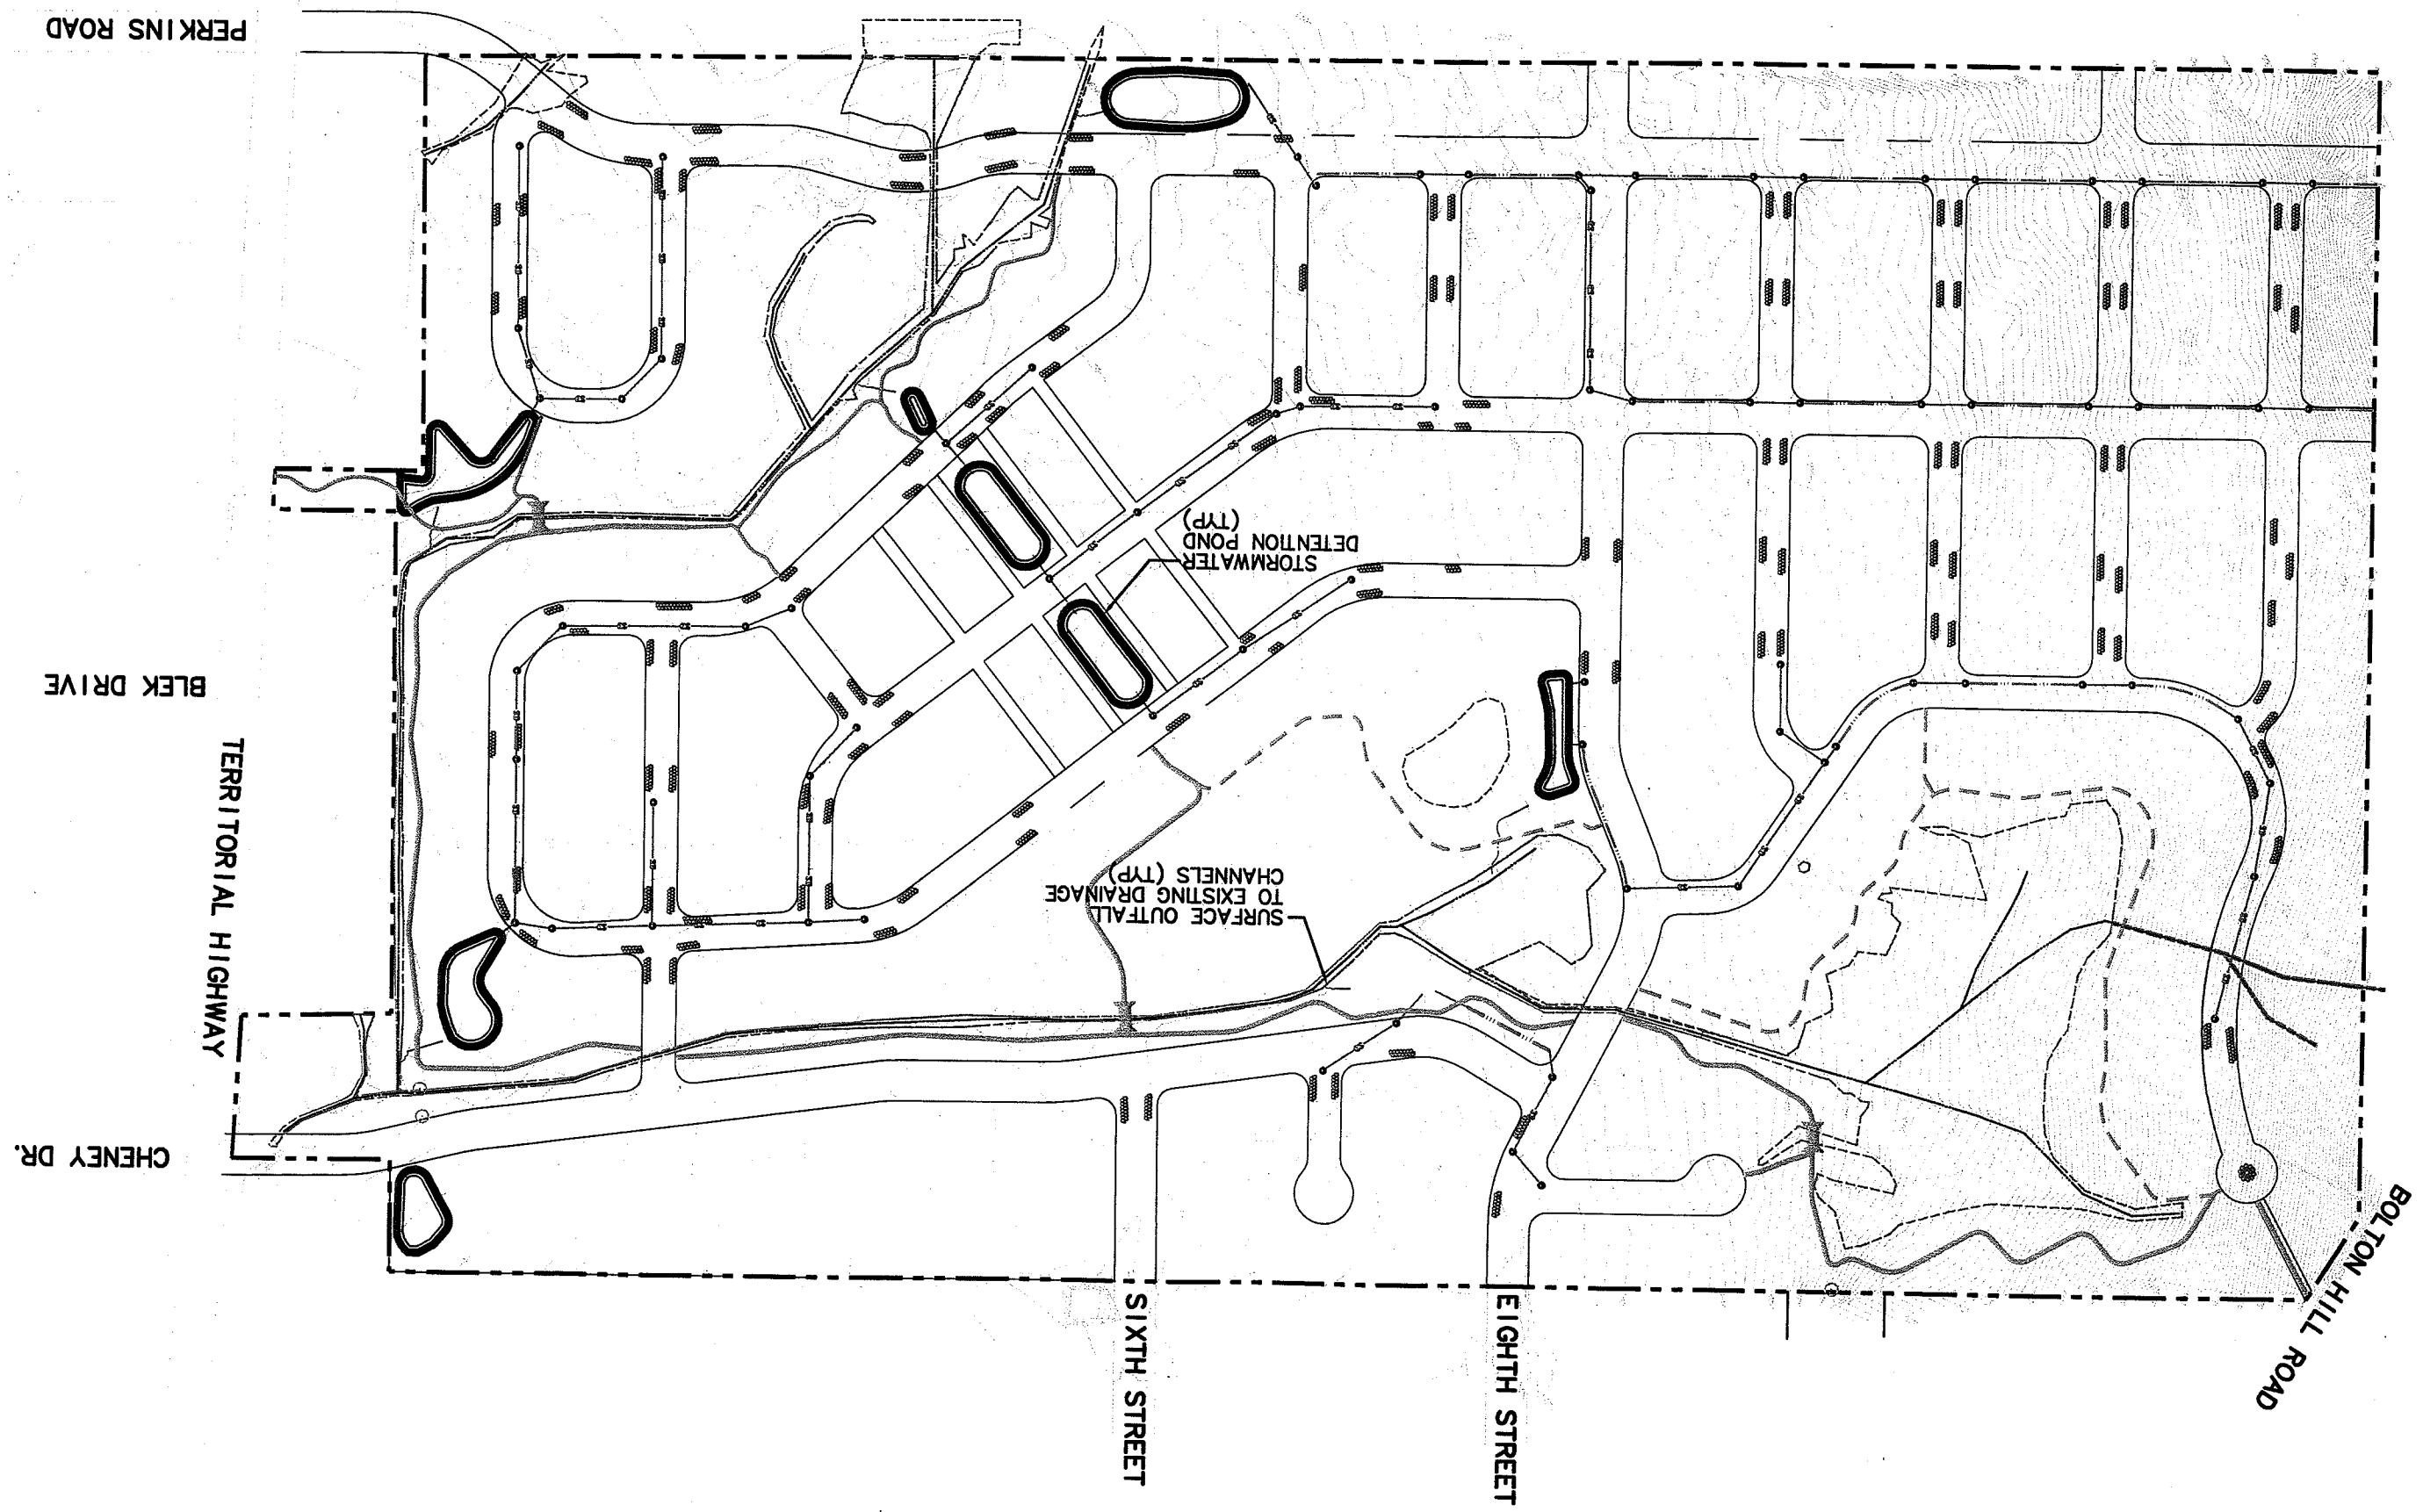 PERKINS ROAD
STORMWATER
DETENTION POND
(TYP)
BLEK DRIVE
TERRITORIAL HIGHWAY
SURFACE OUTFALL
TO EXISTING DRAINAGE
CHANNELS (TYP)
CHENEY DR.
SIXTH STREET
EIGHTH STREET
BOLTON HILL ROAD